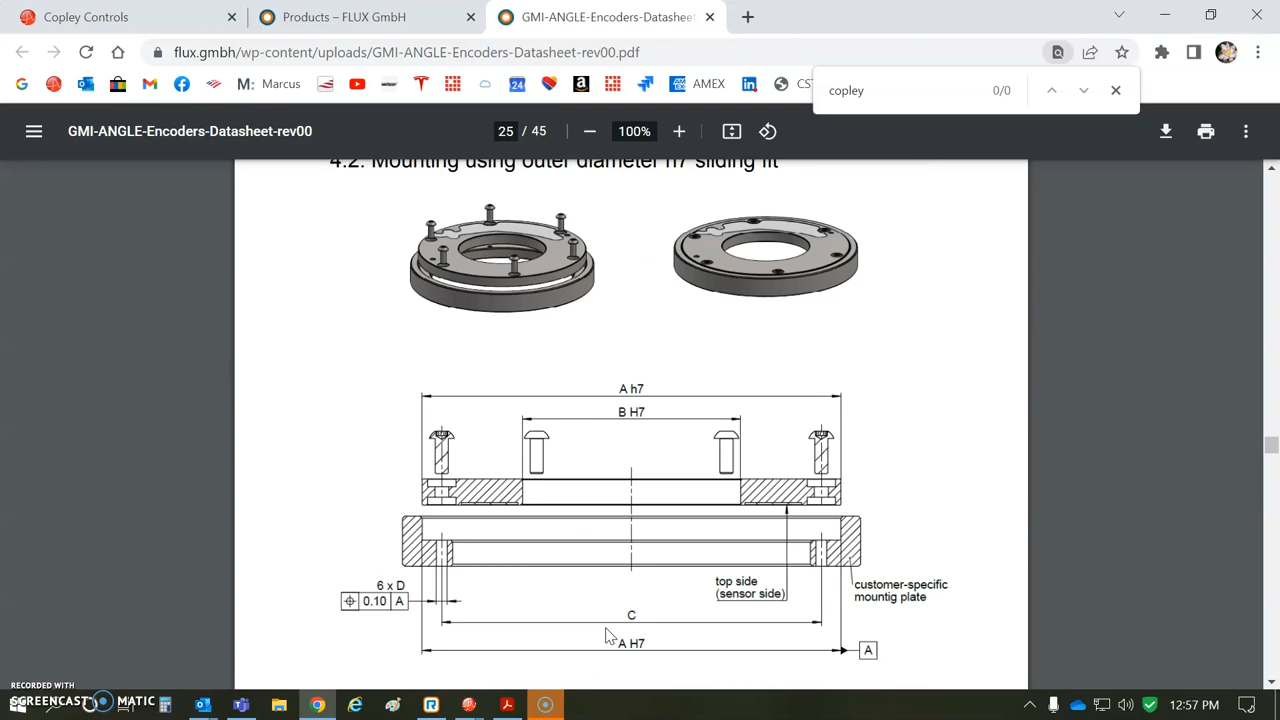 Copley Controls
Products – FLUX GmbH
GMI-ANGLE-Encoders-Datasheet
flux.gmbh/wp-content/uploads/GMI-ANGLE-Encoders-Datasheet-rev00.pdf
M: Marcus
24
AMEX
CS
copley
0/0
GMI-ANGLE-Encoders-Datasheet-rev00
25 / 45
100%
4.2. Mounting using outer diameter h7 sliding fit
A h7
B H7
6 x D
0.10 A
top side
(sensor side)
customer-specific
mountig plate
C
A H7
A
RECORDED WITH
SCREENCAST MATIC
12:57 PM